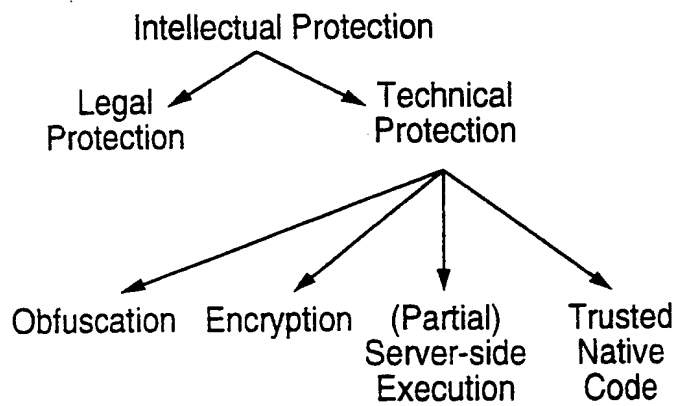 Intellectual Protection
Legal
Protection
Technical
Protection
Obfuscation
Encryption
(Partial)
Server-side
Execution
Trusted
Native
Code